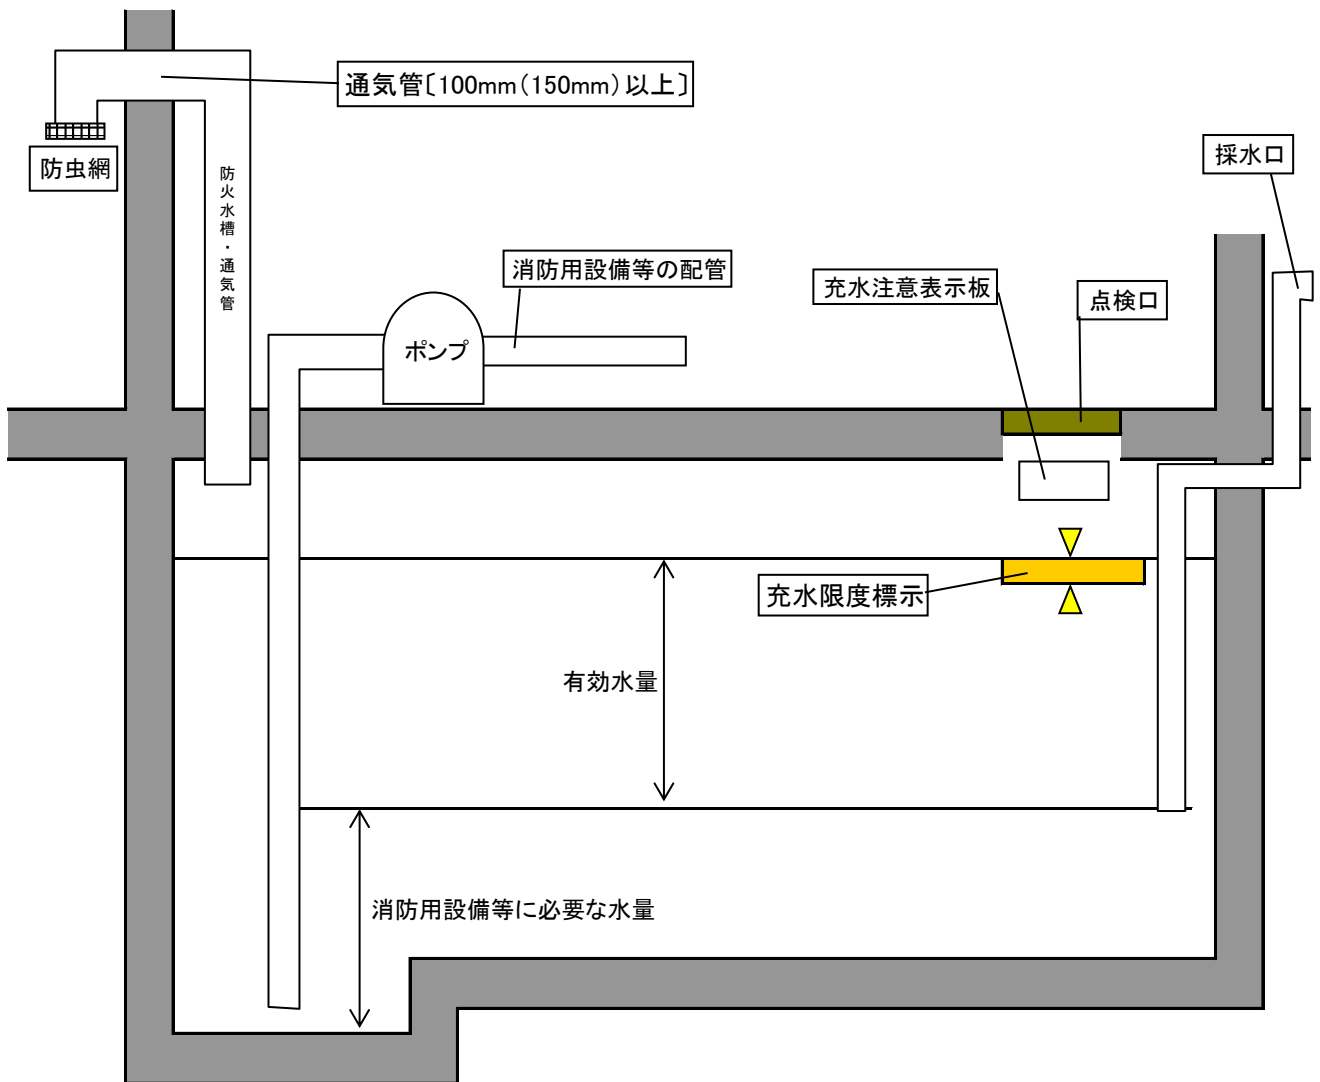 通気管〔100mm(150mm)以上〕
防虫網
採水口
防火水槽・通気管
消防用設備等の配管
充水注意表示板
点検口
ポンプ
充水限度標示
有効水量
消防用設備等に必要な水量